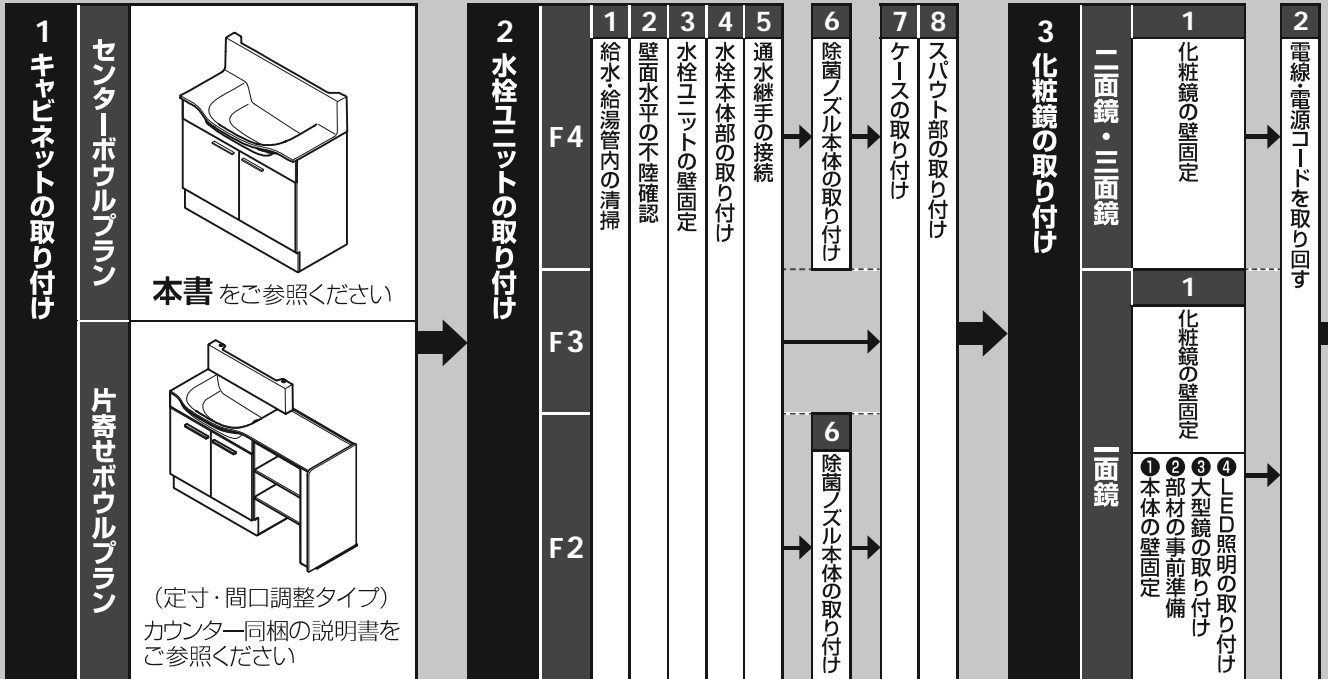 1 キャビネットの取り付け
センターボウルプラン
本書 をご参照ください
片寄せボウルプラン
（定寸・間口調整タイプ）
カウンター同梱の説明書を
ご参照ください
2 水栓ユニットの取り付け
F4
F3
F2
1
給水・給湯管内の清掃
2
壁面水平の不陸確認
3
水栓ユニットの壁固定
4
水栓本体部の取り付け
5
通水継手の接続
6
除菌ノズル本体の取り付け
6
除菌ノズル本体の取り付け
7
ケースの取り付け
8
スパウト部の取り付け
3 化粧鏡の取り付け
二面鏡・三面鏡
1
化粧鏡の壁固定
一面鏡
1
化粧鏡の壁固定
❶本体の壁固定
❷部材の事前準備
❸大型鏡の取り付け
❹LED照明の取り付け
2
電線・電源コードを取り回す